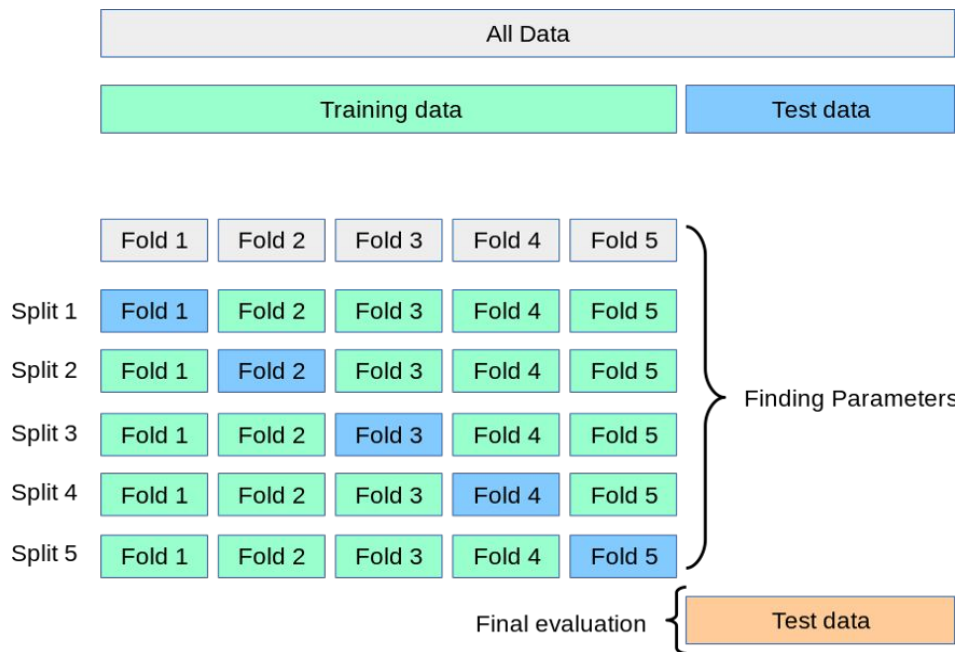 All Data
Training data Test data
Fold 1 Fold 2 Fold 3 Fold 4 Fold 5
Split 1 Fold 1 Fold 2 Fold 3 Fold 4 Fold 5
Split 2 Fold 1 Fold 2 Fold 3 Fold 4 Fold 5
Finding Parameters
Split 3 Fold 1 Fold 2 Fold 3 Fold 4 Fold 5
Split 4 Fold 1 Fold 2 Fold 3 Fold 4 Fold 5
Split 5 Fold 1 Fold 2 Fold 3 Fold 4 Fold 5
Final evaluation Test data